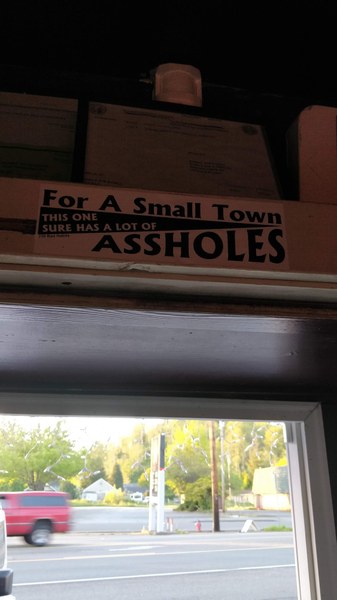 For A Small Town
THIS ONE
SURE HAS A LOT OF
ASSHOLES